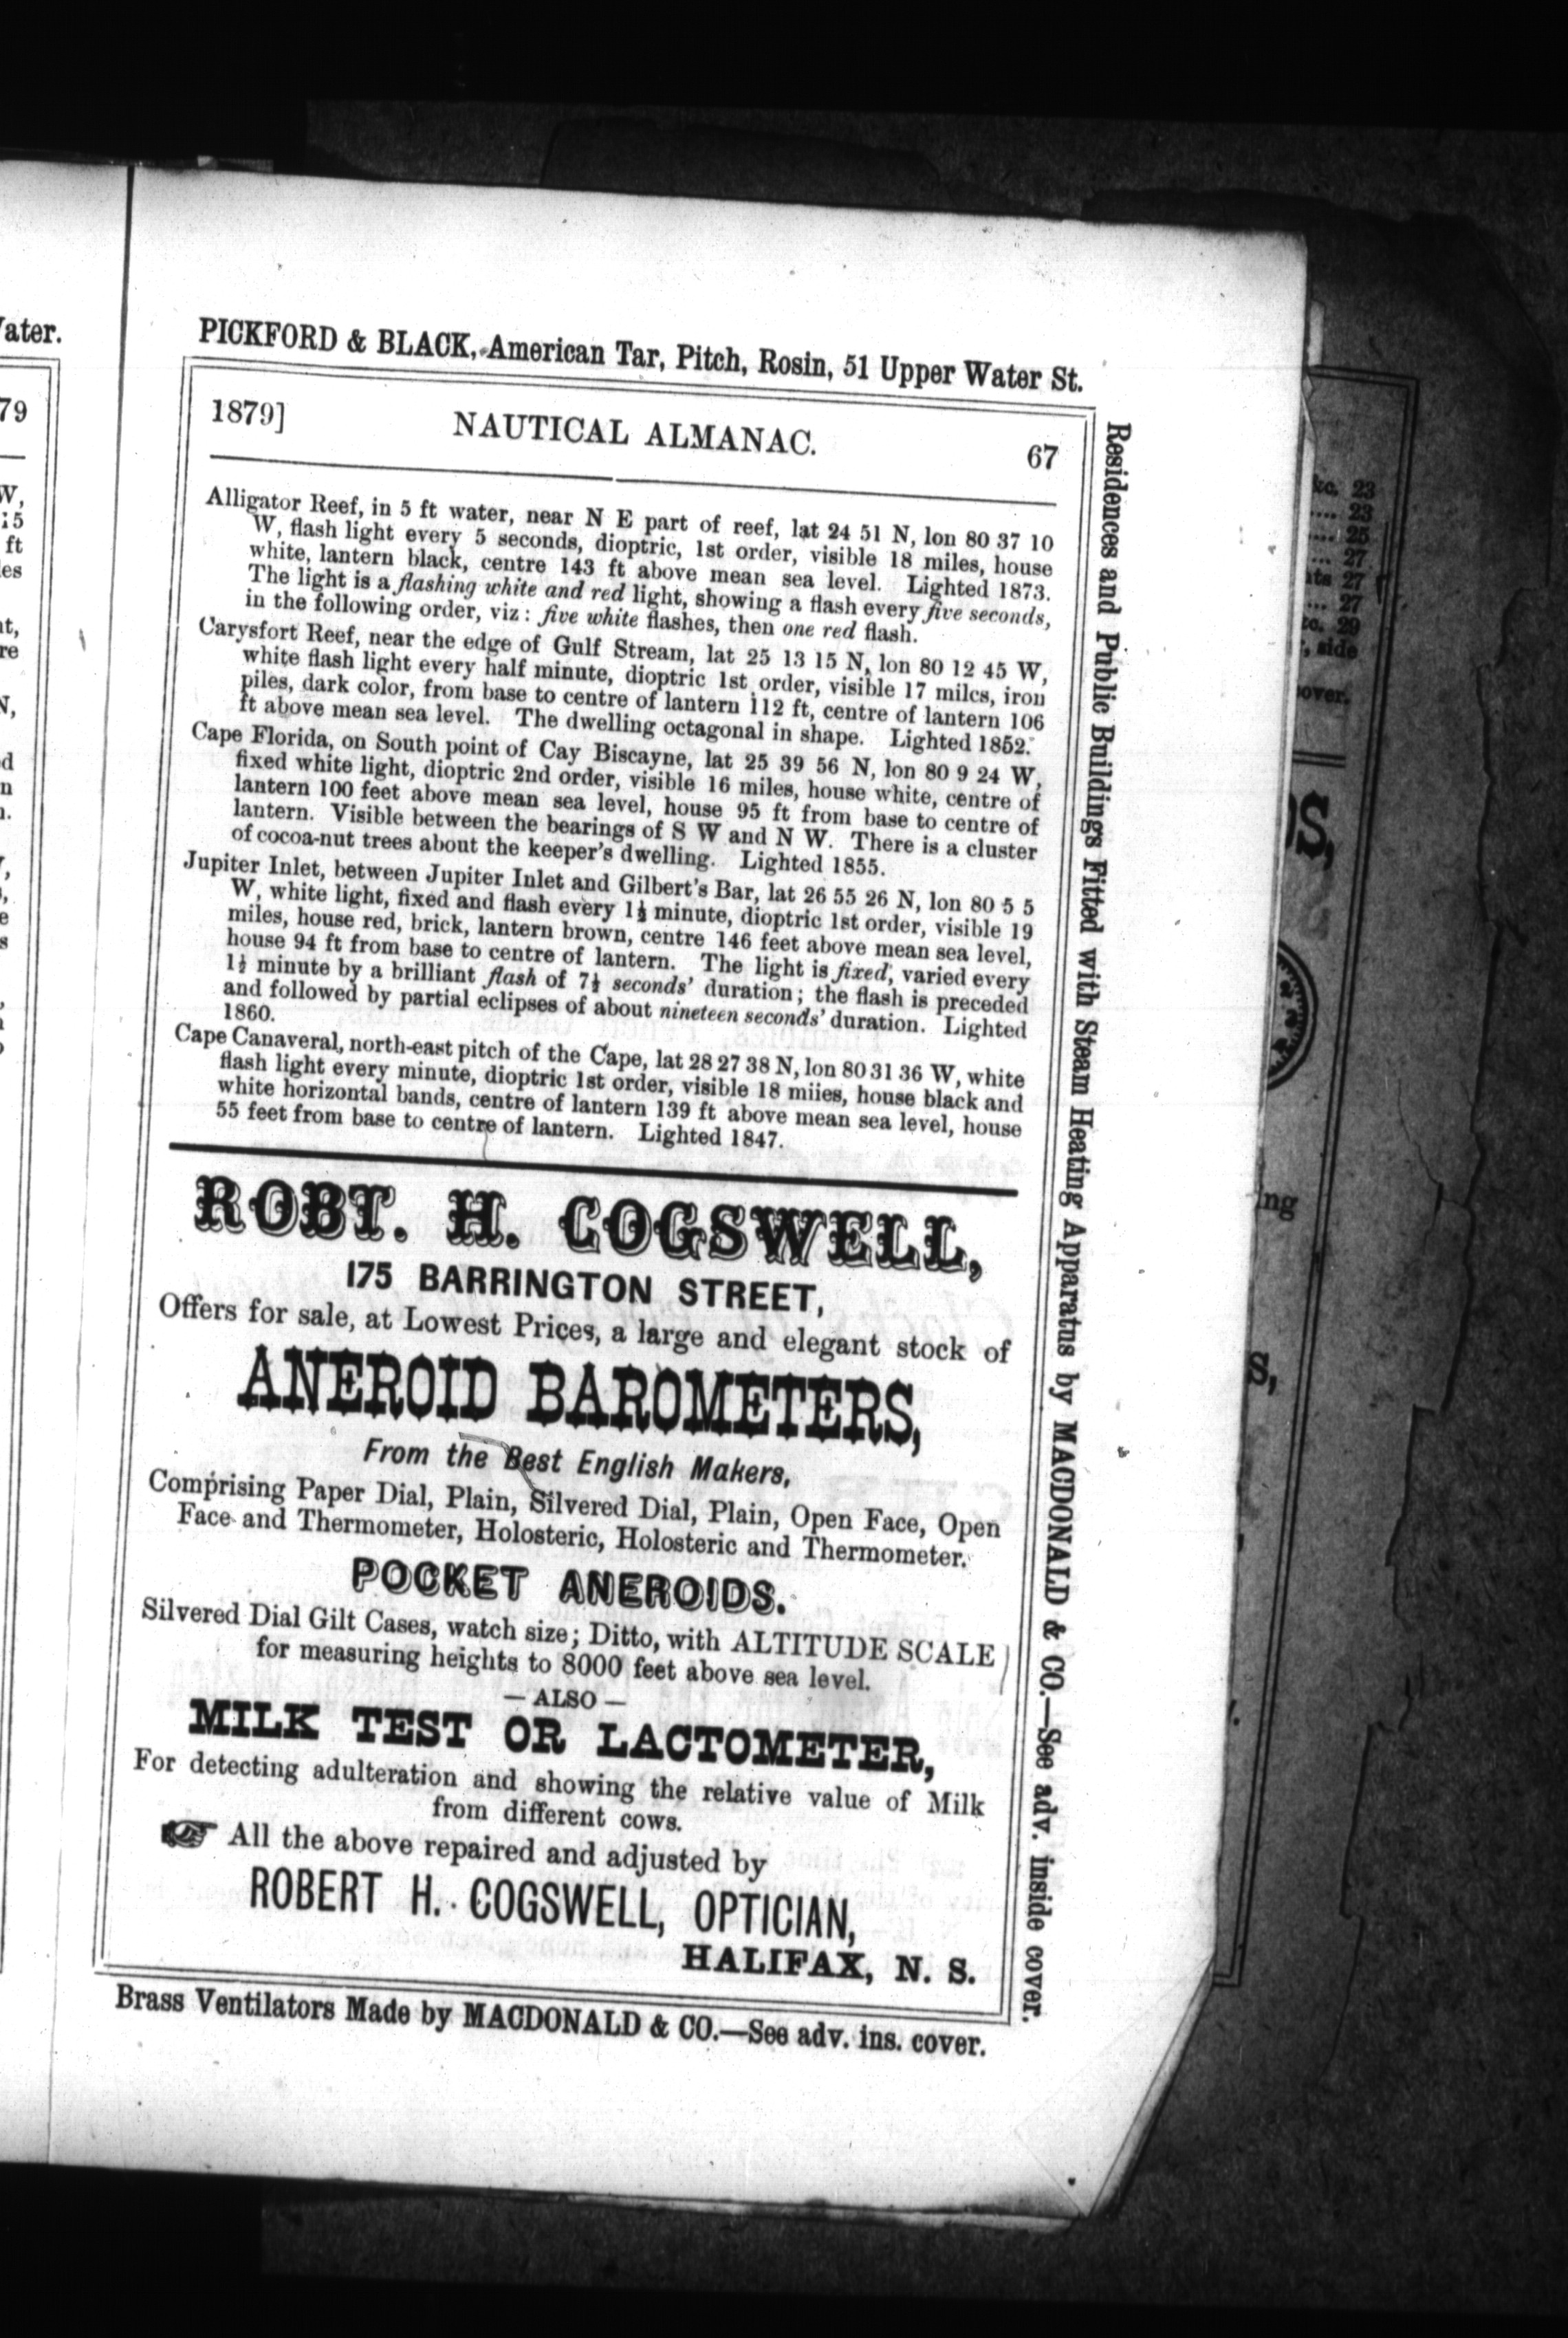 PICKFORD & BLACK, American Tar, Pitch, Rosin, 51 Upper Water St.
1879] NAUTICAL ALMANAC. 67
Alligator Reef, in 5 ft water, near N E part of reef, lat 24 51 N, lon 80 37 10
W, flash light every 5 seconds, dioptric, 1st order, visible 18 miles, house
white, lantern black, centre 143 ft above mean sea level. Lighted 1873.
The light is a flashing white and red light, showing a flash every five seconds,
in the following order, viz: five white flashes, then one red flash.
Carysfort Reef, near the edge of Gulf Stream, lat 25 13 15 N, lon 80 12 45 W,
white flash light every half minute, dioptric 1st order, visible 17 miles, iron
piles, dark color, from base to centre of lantern 112 ft, centre of lantern 106
ft above mean sea level. The dwelling octagonal in shape. Lighted 1852.
Cape Florida, on South point of Cay Biscayne, lat 25 39 56 N, lon 80 9 24 W,
fixed white light, dioptric 2nd order, visible 16 miles, house white, centre of
lantern 100 feet above mean sea level, house 95 ft from base to centre of
lantern. Visible between the bearings of S W and N W. There is a cluster
of cocoa-nut trees about the keeper's dwelling. Lighted 1855.
Jupiter Inlet, between Jupiter Inlet and Gilbert's Bar, lat 26 55 26 N, lon 80 5 5
W, white light, fixed and flash every 1½ minute, dioptric 1st order, visible 19
miles, house red, brick, lantern brown, centre 146 feet above mean sea level,
house 94 ft from base to centre of lantern. The light is fixed, varied every
1½ minute by a brilliant flash of 7½ seconds' duration; the flash is preceded
and followed by partial eclipses of about nineteen seconds' duration. Lighted
1860.
Cape Canaveral, north-east pitch of the Cape, lat 28 27 38 N, lon 80 31 36 W, white
flash light every minute, dioptric 1st order, visible 18 miies, house black and
white horizontal bands, centre of lantern 139 ft above mean sea level, house
55 feet from base to centre of lantern. Lighted 1847.
ROBT. H. COGSWELL,
175 BARRINGTON STREET,
Offers for sale, at Lowest Prices, a large and elegant stock of
ANEROID BAROMETERS,
From the Best English Makers,
Comprising Paper Dial, Plain, Silvered Dial, Plain, Open Face, Open
Face and Thermometer, Holosteric, Holosteric and Thermometer.
POCKET ANEROIDS.
Silvered Dial Gilt Cases, watch size; Ditto, with ALTITUDE SCALE
for measuring heights to 8000 feet above sea level.
— ALSO —
MILK TEST OR LACTOMETER,
For detecting adulteration and showing the relative value of Milk
from different cows.
☞ All the above repaired and adjusted by
ROBERT H. COGSWELL, OPTICIAN,
HALIFAX, N. S.
Brass Ventilators Made by MACDONALD & CO.—See adv. ins. cover.
Residences and Public Buildings Fitted with Steam Heating Apparatus by MACDONALD & CO.—See adv. inside cover.